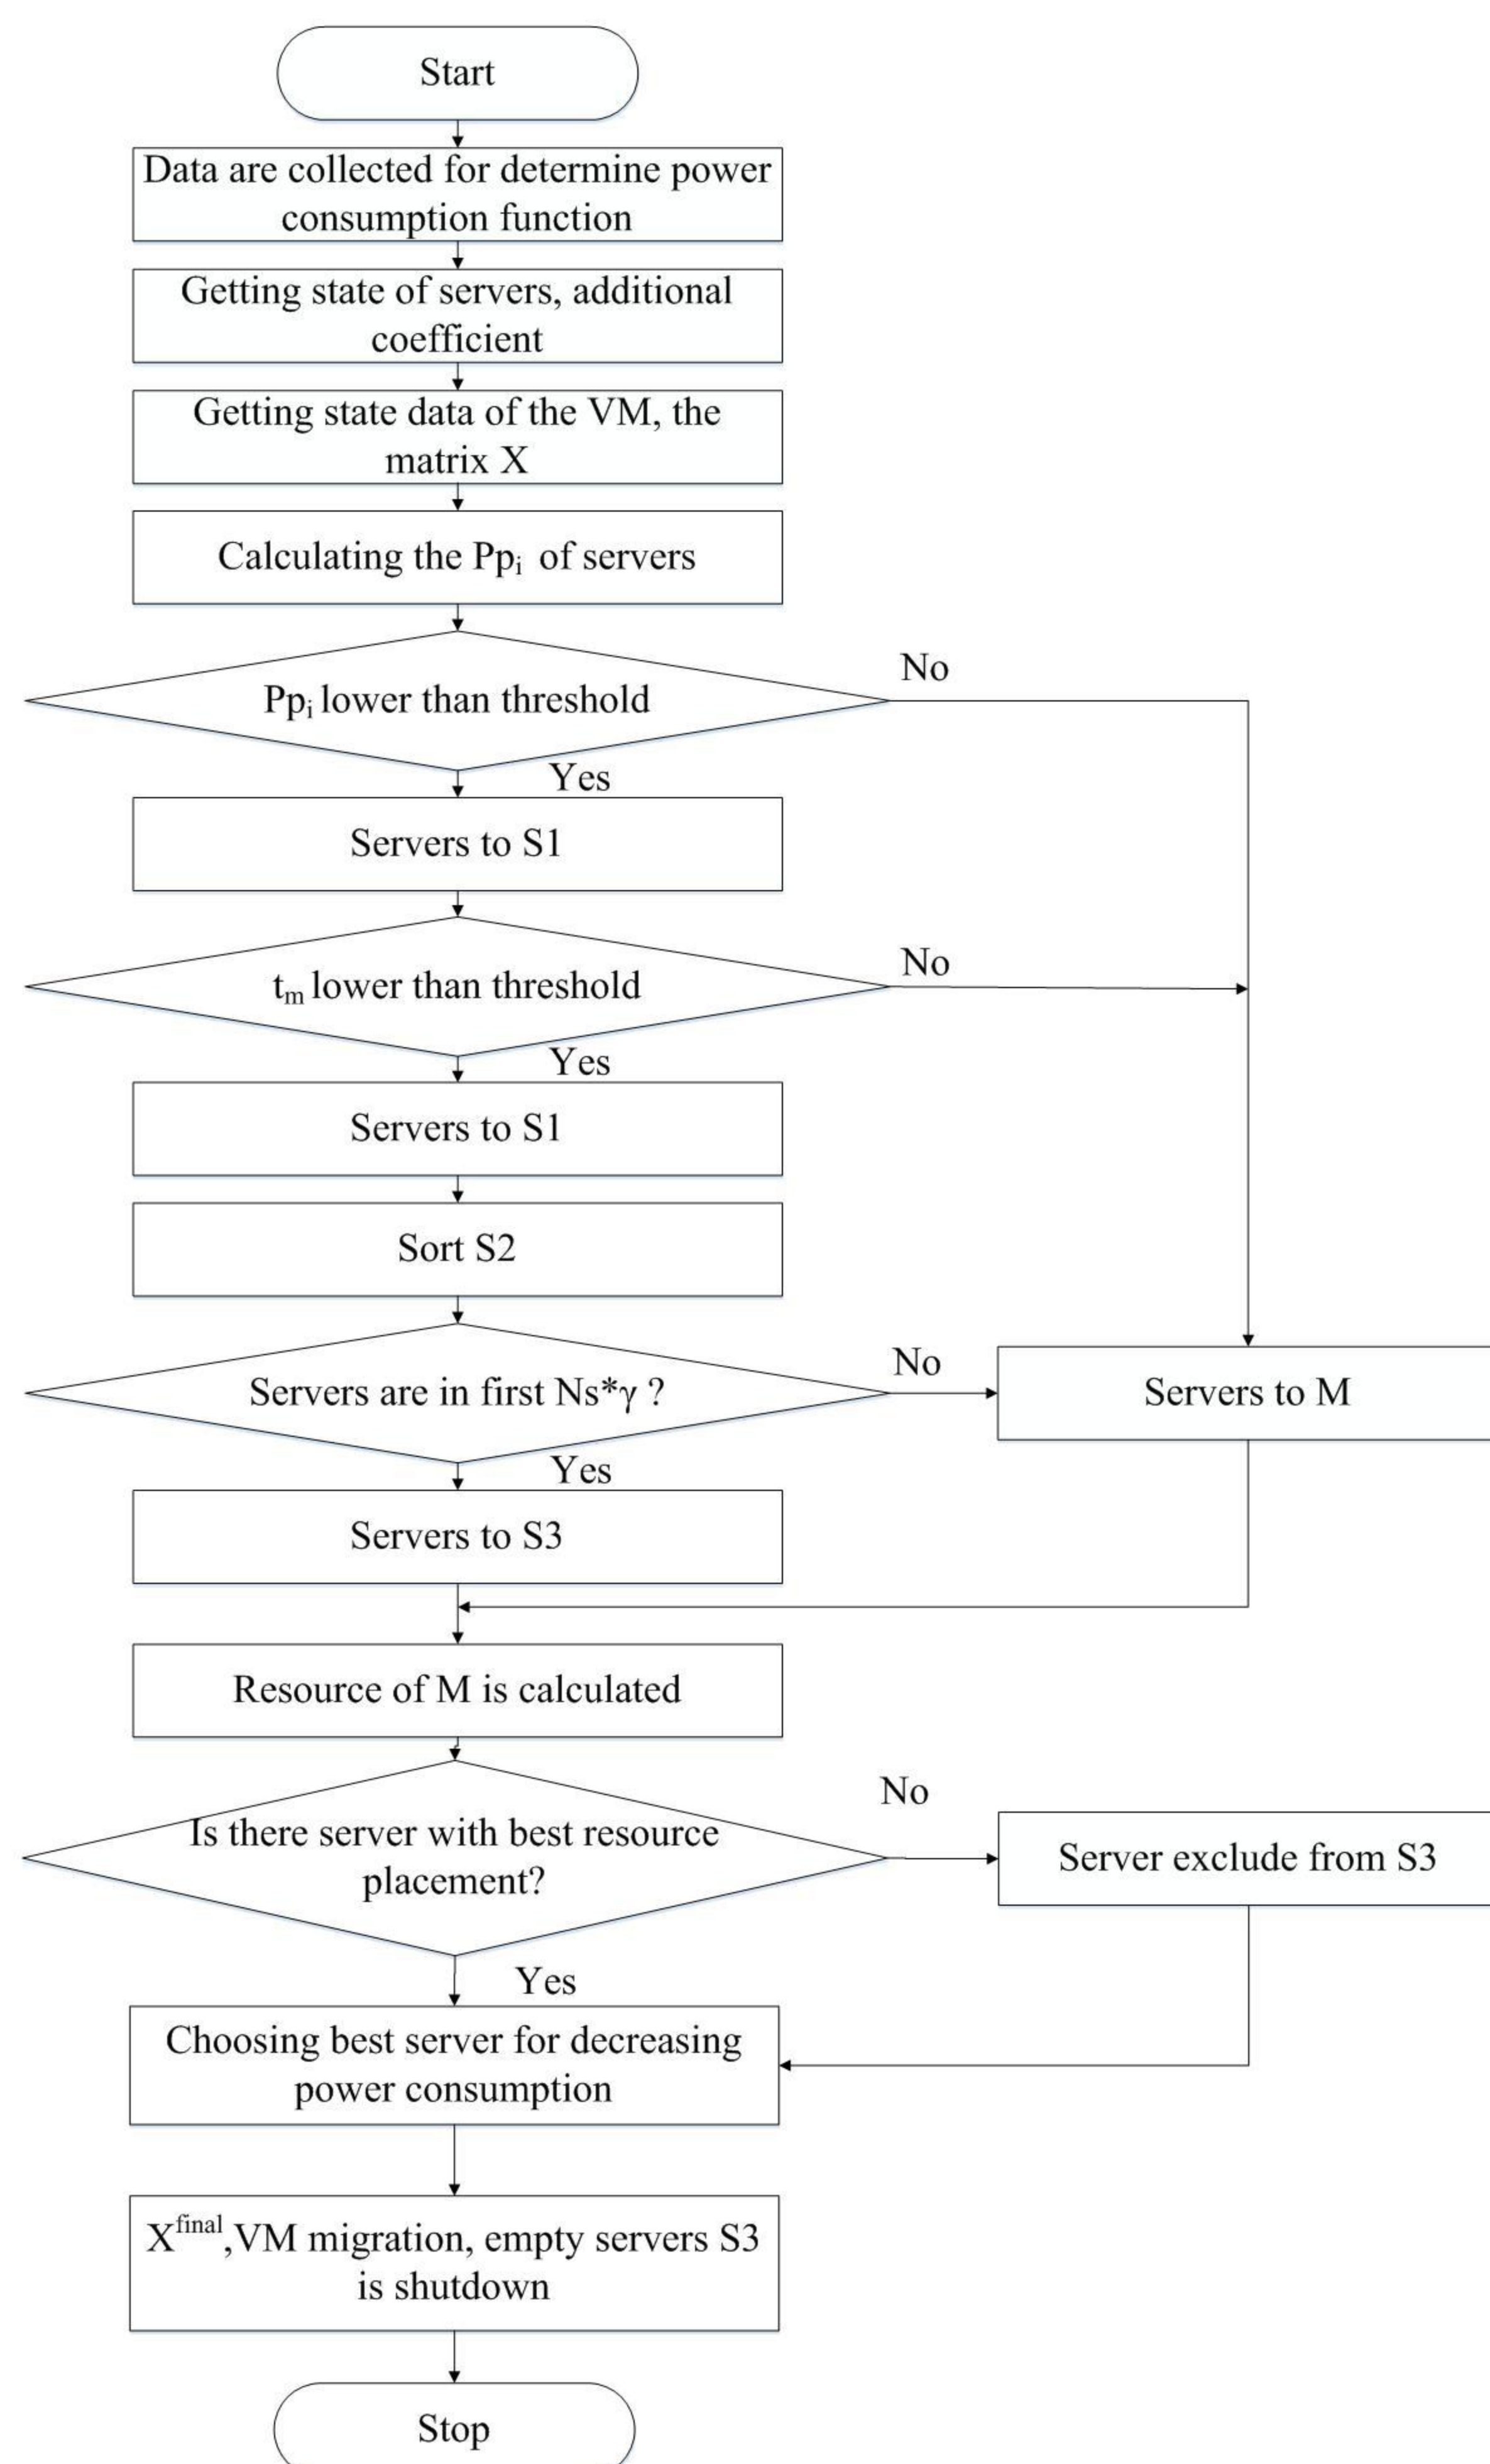 Start
Data are collected for determine power
consumption function
Getting state of servers, additional
coefficient
Getting state data of the VM, the
matrix X
Calculating the Ppi of servers
Ppi lower than threshold
No
Yes
Servers to S1
tm lower than threshold
No
Yes
Servers to S1
Sort S2
Servers are in first Ns*γ ?
No
Servers to M
Yes
Servers to S3
Resource of M is calculated
Is there server with best resource
placement?
No
Server exclude from S3
Yes
Choosing best server for decreasing
power consumption
Xfinal,VM migration, empty servers S3
is shutdown
Stop